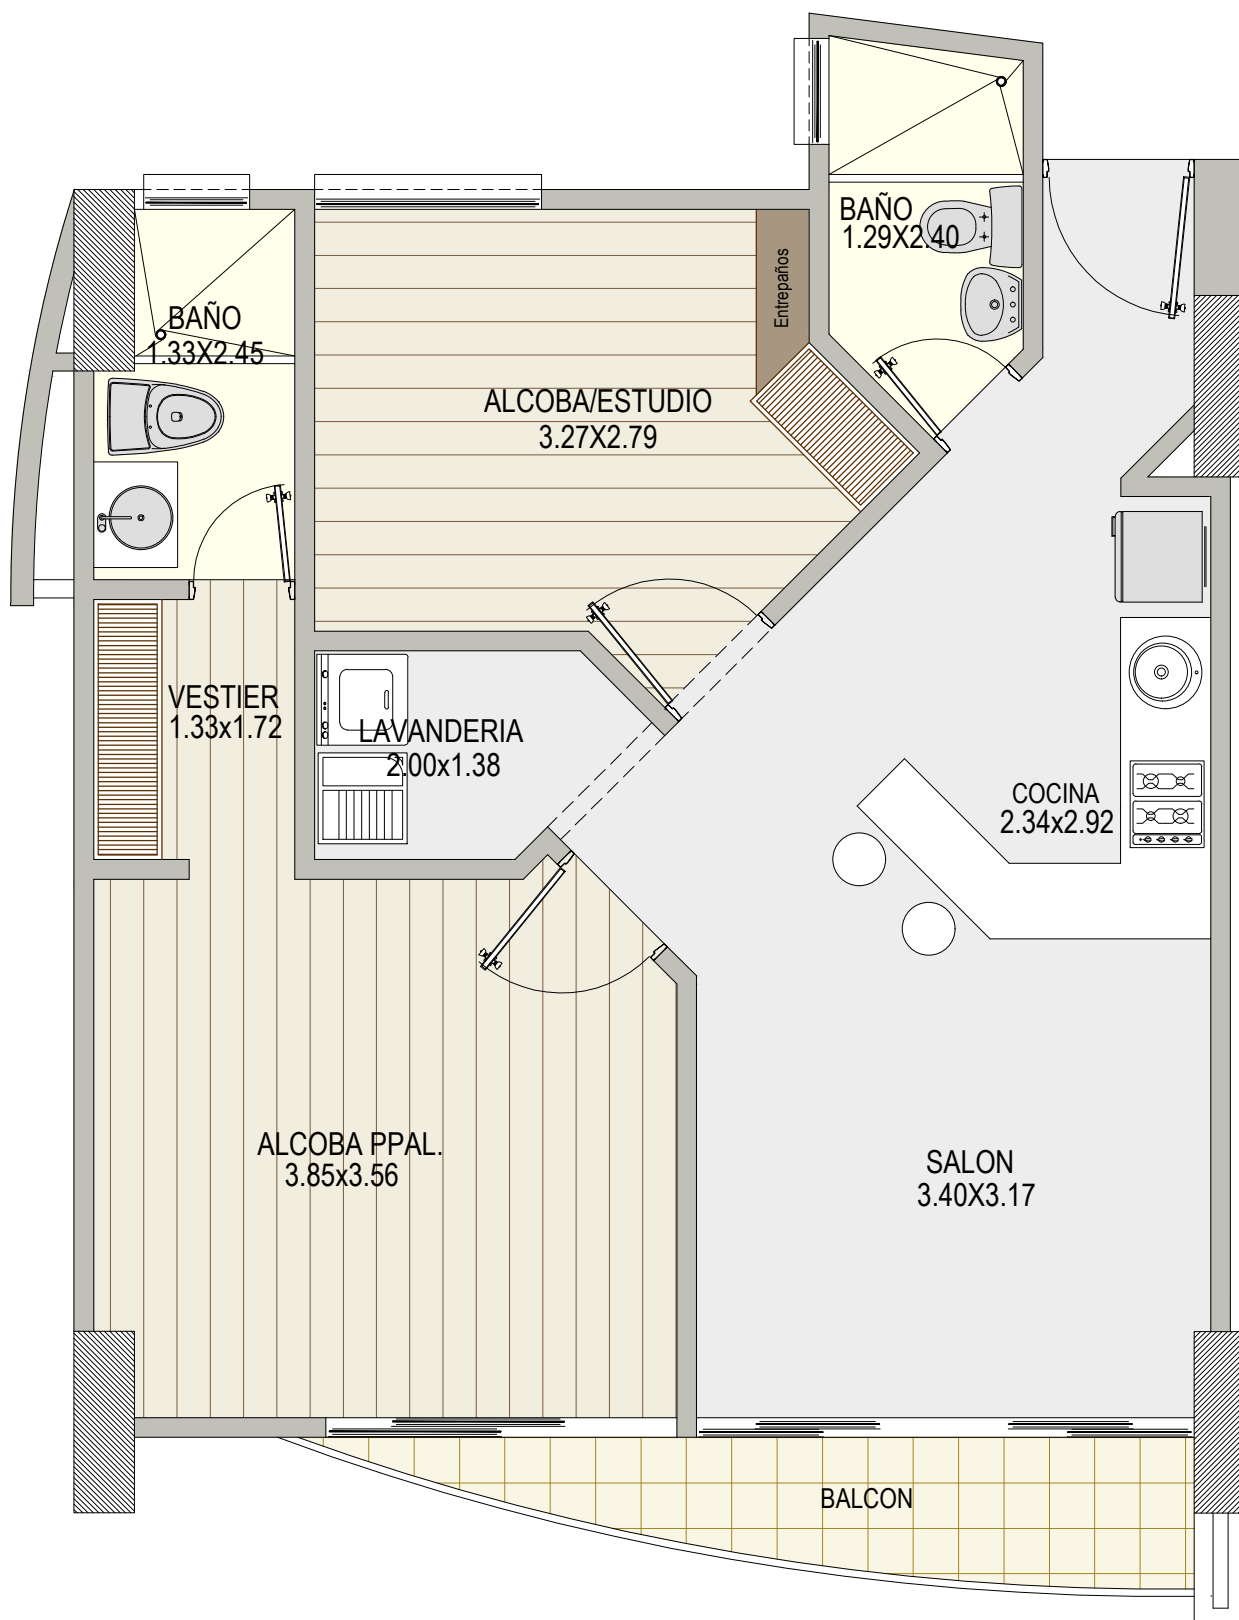 BAÑO
1.29X2.40
Entrepaños
BAÑO
1.33X2.45
ALCOBA/ESTUDIO
3.27X2.79
VESTIER
1.33x1.72
LAVANDERIA
2.00x1.38
COCINA
2.34x2.92
ALCOBA PPAL.
3.85x3.56
SALON
3.40X3.17
BALCON